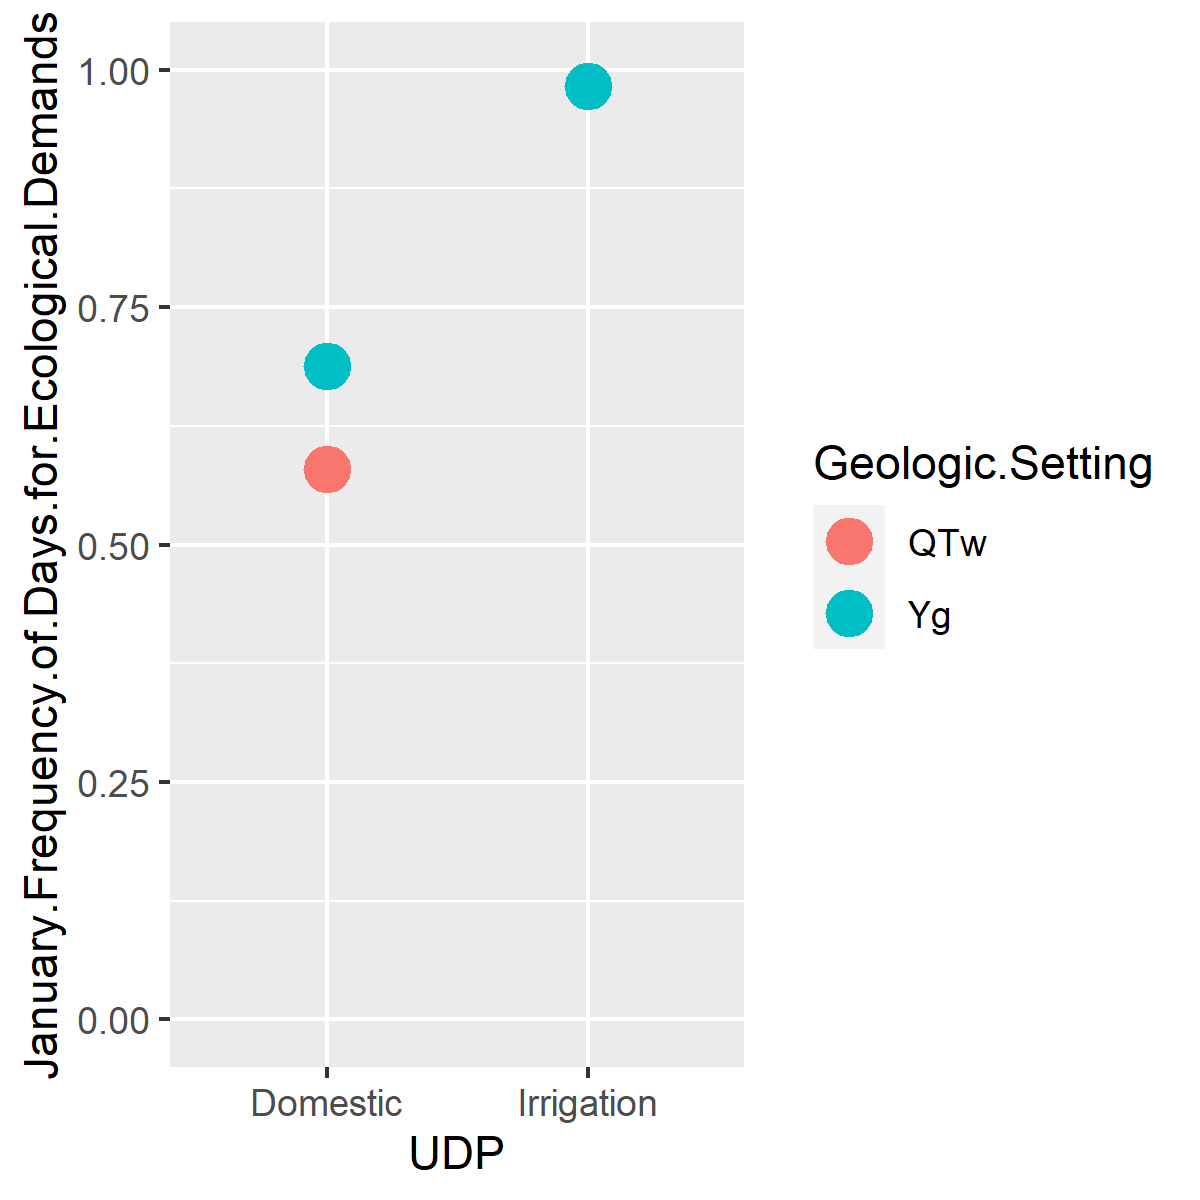 January.Frequency.of.Days.for.Ecological.Demands
1.00
0.75
0.50
0.25
0.00
Domestic
Irrigation
UDP
Geologic.Setting
QTw
Yg